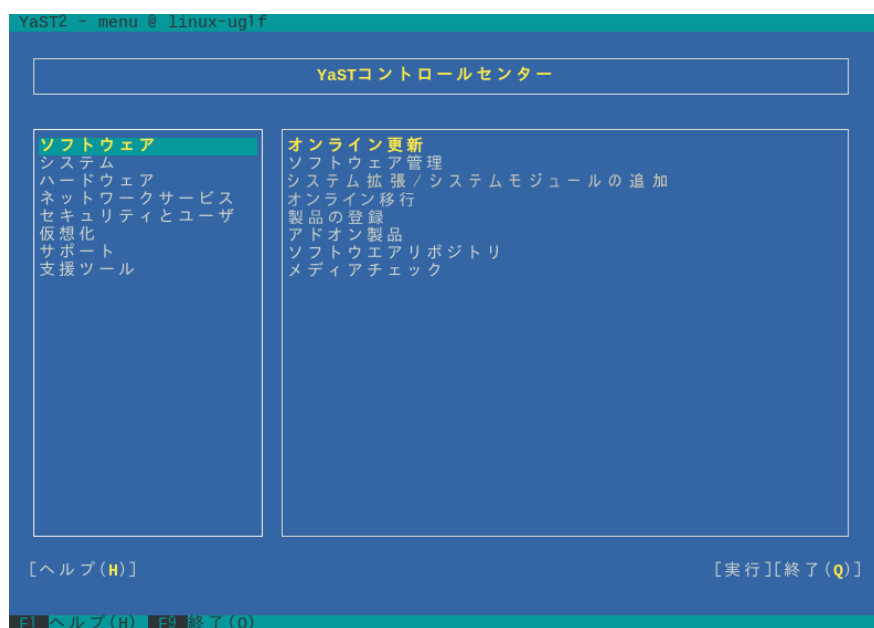 YaST2 - menu @ linux-ug1f
YaSTコントロールセンター
ソフトウェア
システム
ハードウェア
ネットワークサービス
セキュリティとユーザ
仮想化
サポート
支援ツール
オンライン更新
ソフトウェア管理
システム拡張/システムモジュールの追加
オンライン移行
製品の登録
アドオン製品
ソフトウエアリポジトリ
メディアチェック
[ヘルプ(H)] [実行][終了(Q)]
F1 ヘルプ(H) F9 終了(Q)